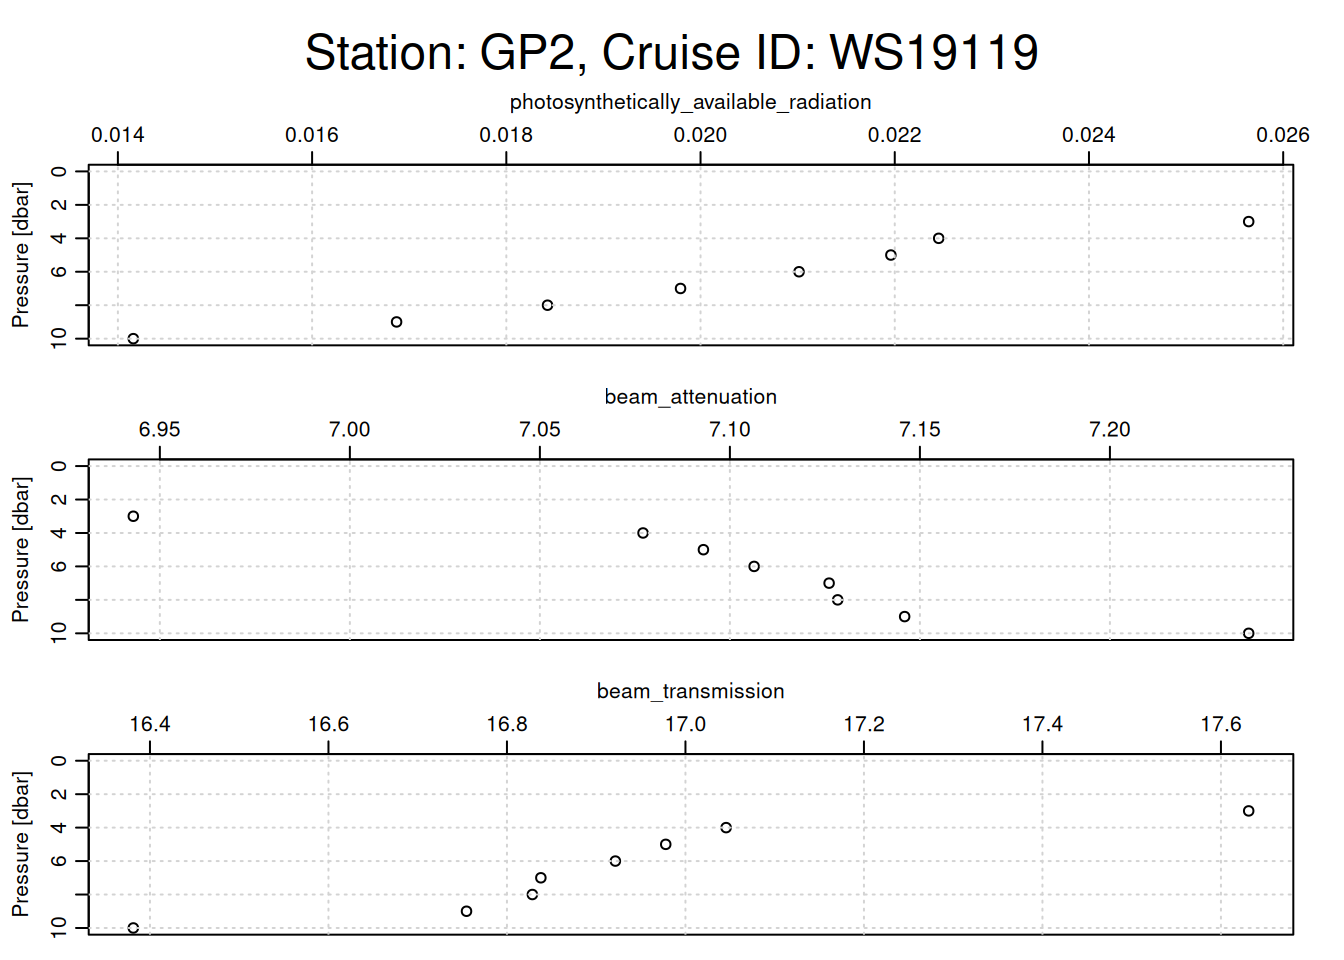 Station: GP2, Cruise ID: WS19119
photosynthetically_available_radiation
0.014 0.016 0.018 0.020 0.022 0.024 0.026
Pressure [dbar]
0
2
4
6
10
beam_attenuation
6.95 7.00 7.05 7.10 7.15 7.20
Pressure [dbar]
0
2
4
6
10
beam_transmission
16.4 16.6 16.8 17.0 17.2 17.4 17.6
Pressure [dbar]
0
2
4
6
10